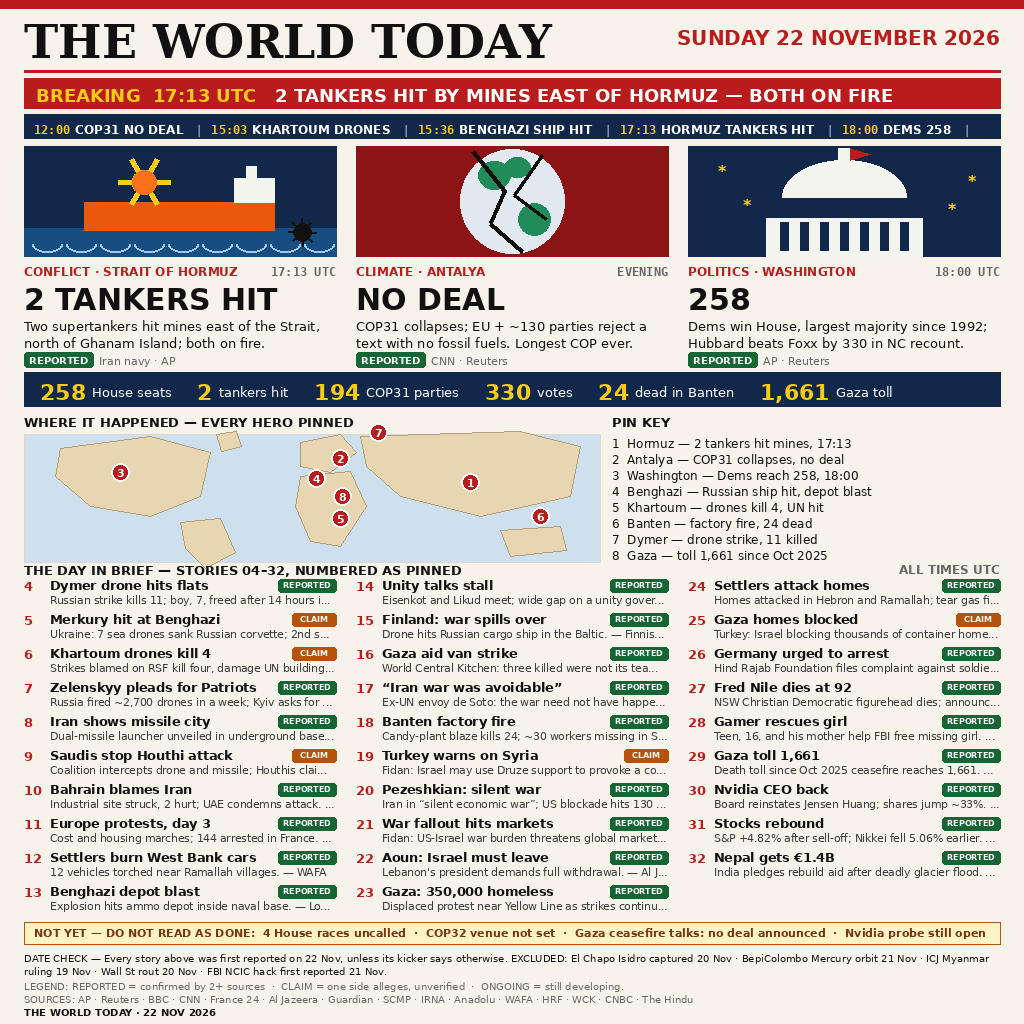 THE WORLD TODAY
SUNDAY 22 NOVEMBER 2026
BREAKING 17:13 UTC 2 TANKERS HIT BY MINES EAST OF HORMUZ — BOTH ON FIRE
12:00 COP31 NO DEAL | 15:03 KHARTOUM DRONES | 15:36 BENGHAZI SHIP HIT | 17:13 HORMUZ TANKERS HIT | 18:00 DEMS 258 |
CONFLICT · STRAIT OF HORMUZ 17:13 UTC
2 TANKERS HIT
Two supertankers hit mines east of the Strait,
north of Ghanam Island; both on fire.
REPORTED Iran navy · AP
CLIMATE · ANTALYA EVENING
NO DEAL
COP31 collapses; EU + ~130 parties reject a
text with no fossil fuels. Longest COP ever.
REPORTED CNN · Reuters
POLITICS · WASHINGTON 18:00 UTC
258
Dems win House, largest majority since 1992;
Hubbard beats Foxx by 330 in NC recount.
REPORTED AP · Reuters
258 House seats 2 tankers hit 194 COP31 parties 330 votes 24 dead in Banten 1,661 Gaza toll
WHERE IT HAPPENED — EVERY HERO PINNED
7
2
3
4
1
8
5
6
PIN KEY
1 Hormuz — 2 tankers hit mines, 17:13
2 Antalya — COP31 collapses, no deal
3 Washington — Dems reach 258, 18:00
4 Benghazi — Russian ship hit, depot blast
5 Khartoum — drones kill 4, UN hit
6 Banten — factory fire, 24 dead
7 Dymer — drone strike, 11 killed
8 Gaza — toll 1,661 since Oct 2025
THE DAY IN BRIEF — STORIES 04–32, NUMBERED AS PINNED
ALL TIMES UTC
4 Dymer drone hits flats REPORTED
Russian strike kills 11; boy, 7, freed after 14 hours i...
5 Merkury hit at Benghazi CLAIM
Ukraine: 7 sea drones sank Russian corvette; 2nd s...
6 Khartoum drones kill 4 CLAIM
Strikes blamed on RSF kill four, damage UN building...
7 Zelenskyy pleads for Patriots REPORTED
Russia fired ~2,700 drones in a week; Kyiv asks for ...
8 Iran shows missile city REPORTED
Dual-missile launcher unveiled in underground base...
9 Saudis stop Houthi attack CLAIM
Coalition intercepts drone and missile; Houthis clai...
10 Bahrain blames Iran REPORTED
Industrial site struck, 2 hurt; UAE condemns attack. ...
11 Europe protests, day 3 REPORTED
Cost and housing marches; 144 arrested in France. ...
12 Settlers burn West Bank cars REPORTED
12 vehicles torched near Ramallah villages. — WAFA
13 Benghazi depot blast REPORTED
Explosion hits ammo depot inside naval base. — Lo...
14 Unity talks stall REPORTED
Eisenkot and Likud meet; wide gap on a unity gover...
15 Finland: war spills over REPORTED
Drone hits Russian cargo ship in the Baltic. — Finnis...
16 Gaza aid van strike REPORTED
World Central Kitchen: three killed were not its tea...
17 “Iran war was avoidable” REPORTED
Ex-UN envoy de Soto: the war need not have happe...
18 Banten factory fire REPORTED
Candy-plant blaze kills 24; ~30 workers missing in S...
19 Turkey warns on Syria CLAIM
Fidan: Israel may use Druze support to provoke a co...
20 Pezeshkian: silent war REPORTED
Iran in “silent economic war”; US blockade hits 130 ...
21 War fallout hits markets REPORTED
Fidan: US-Israel war burden threatens global market...
22 Aoun: Israel must leave REPORTED
Lebanon's president demands full withdrawal. — Al J...
23 Gaza: 350,000 homeless REPORTED
Displaced protest near Yellow Line as strikes continu...
24 Settlers attack homes REPORTED
Homes attacked in Hebron and Ramallah; tear gas fi...
25 Gaza homes blocked CLAIM
Turkey: Israel blocking thousands of container home...
26 Germany urged to arrest REPORTED
Hind Rajab Foundation files complaint against soldie...
27 Fred Nile dies at 92 REPORTED
NSW Christian Democratic figurehead dies; announc...
28 Gamer rescues girl REPORTED
Teen, 16, and his mother help FBI free missing girl. ...
29 Gaza toll 1,661 REPORTED
Death toll since Oct 2025 ceasefire reaches 1,661. ...
30 Nvidia CEO back REPORTED
Board reinstates Jensen Huang; shares jump ~33%. ...
31 Stocks rebound REPORTED
S&P +4.82% after sell-off; Nikkei fell 5.06% earlier. ...
32 Nepal gets €1.4B REPORTED
India pledges rebuild aid after deadly glacier flood. ...
NOT YET — DO NOT READ AS DONE: 4 House races uncalled · COP32 venue not set · Gaza ceasefire talks: no deal announced · Nvidia probe still open
DATE CHECK — Every story above was first reported on 22 Nov, unless its kicker says otherwise. EXCLUDED: El Chapo Isidro captured 20 Nov · BepiColombo Mercury orbit 21 Nov · ICJ Myanmar
ruling 19 Nov · Wall St rout 20 Nov · FBI NCIC hack first reported 21 Nov.
LEGEND: REPORTED = confirmed by 2+ sources · CLAIM = one side alleges, unverified · ONGOING = still developing.
SOURCES: AP · Reuters · BBC · CNN · France 24 · Al Jazeera · Guardian · SCMP · IRNA · Anadolu · WAFA · HRF · WCK · CNBC · The Hindu
THE WORLD TODAY · 22 NOV 2026